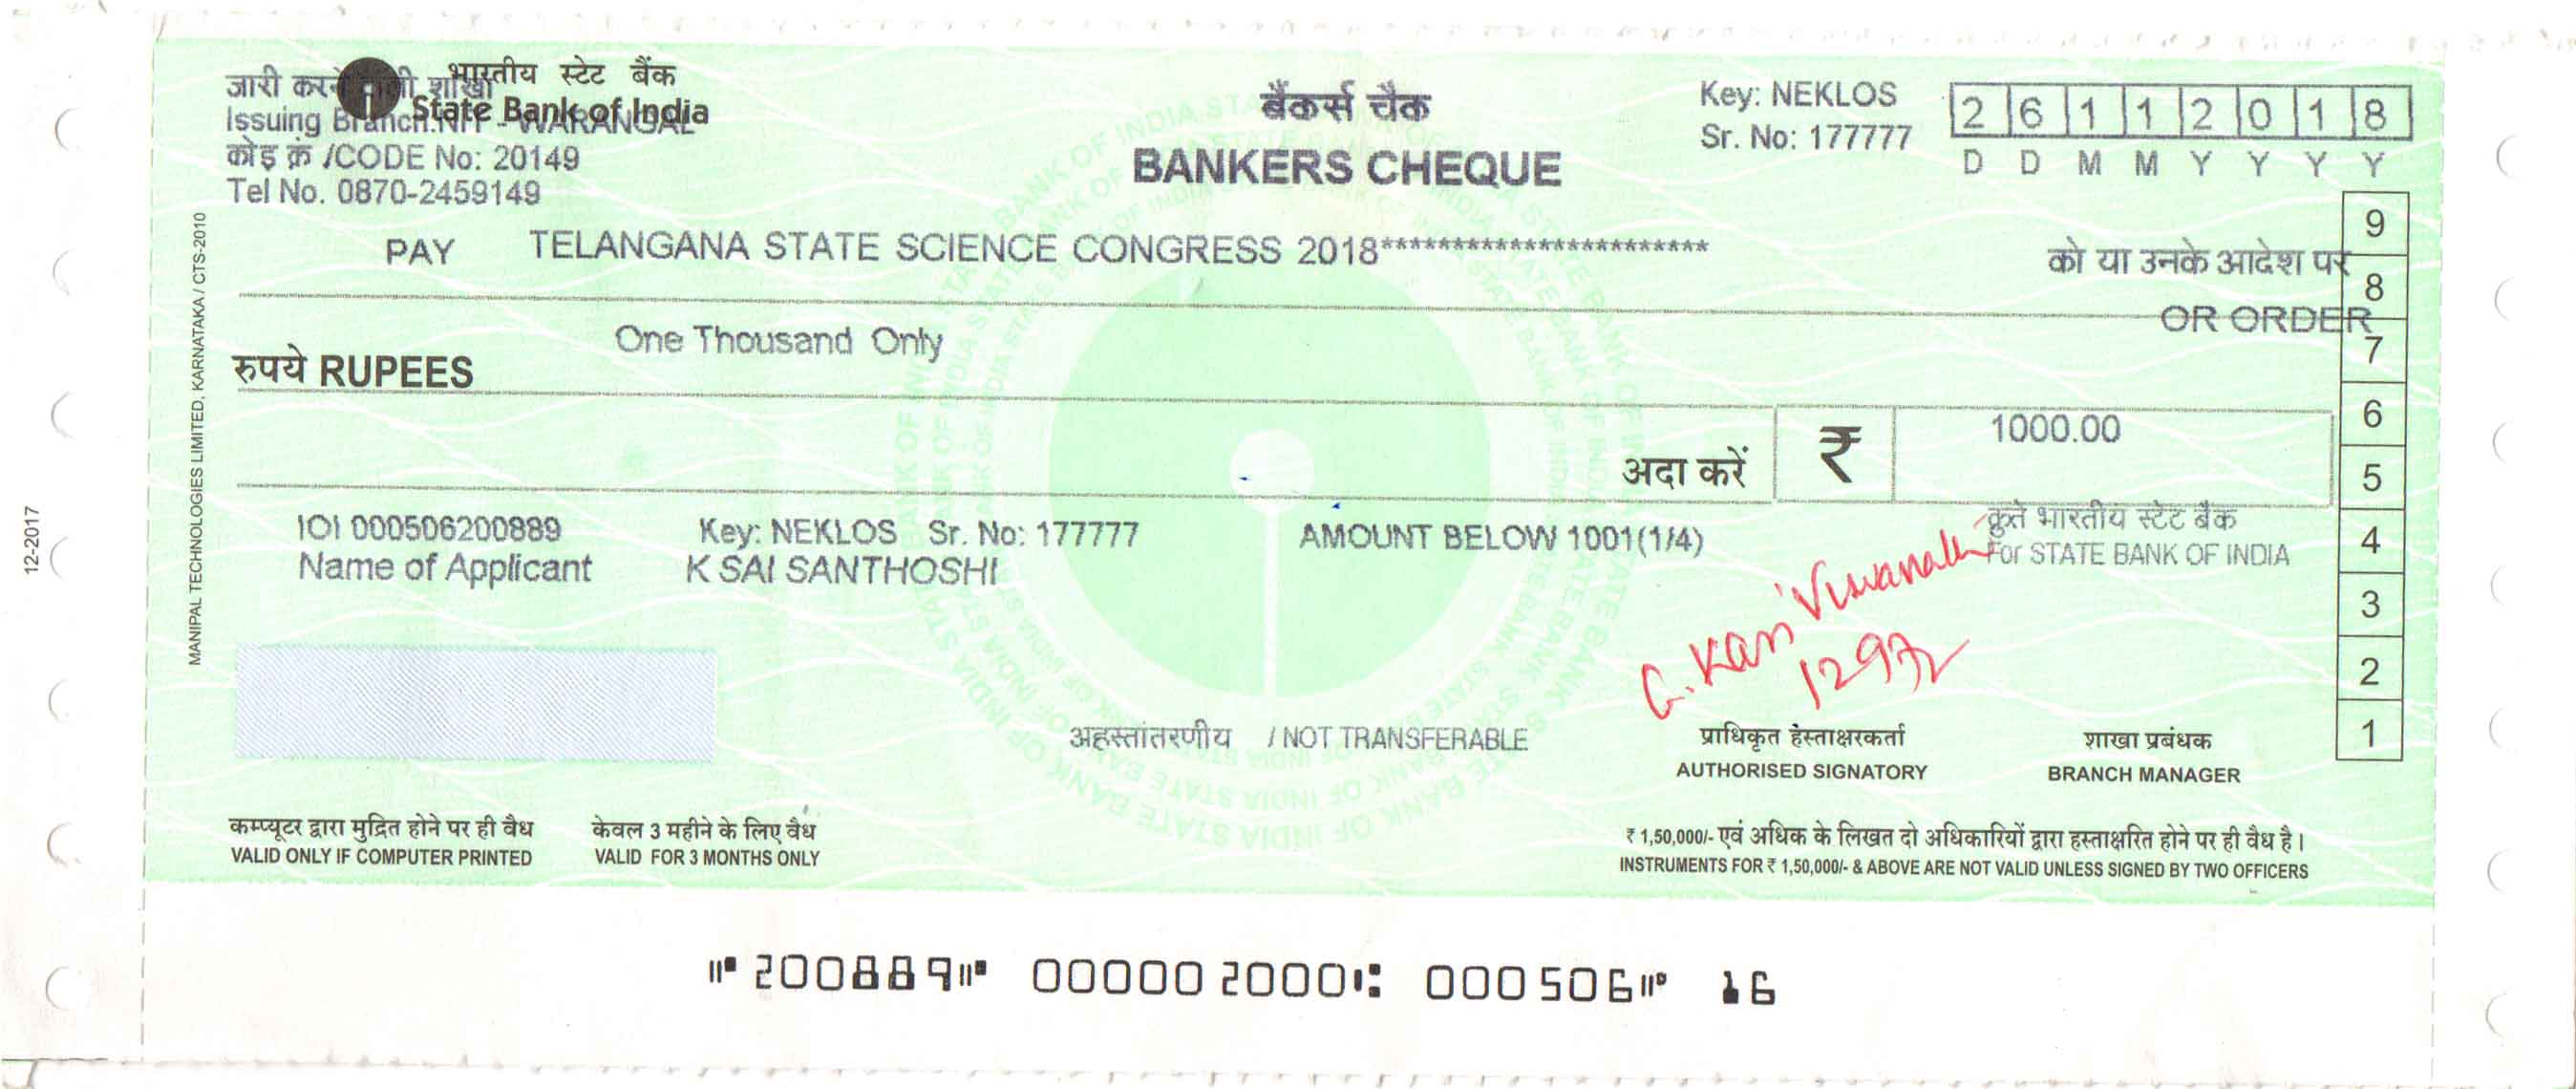 भारतीय स्टेट बैंक
State Bank of India
जारी करने वाली शाखा
Issuing Branch: NIT - WARANGAL
कोड क्रं /CODE No: 20149
Tel No. 0870-2459149
बैंकर्स चैक
BANKERS CHEQUE
Key: NEKLOS
Sr. No: 177777
2 6 1 1 2 0 1 8
D D M M Y Y Y Y
PAY TELANGANA STATE SCIENCE CONGRESS 2018***********************
को या उनके आदेश पर
OR ORDER
One Thousand Only
रुपये RUPEES
अदा करें ₹ 1000.00
IOI 000506200889 Key: NEKLOS Sr. No: 177777 AMOUNT BELOW 1001(1/4)
Name of Applicant K SAI SANTHOSHI
कृते भारतीय स्टेट बैंक
For STATE BANK OF INDIA
G. Kasi Viswanath
अहस्तांतरणीय / NOT TRANSFERABLE
प्राधिकृत हस्ताक्षरकर्ता
AUTHORISED SIGNATORY
शाखा प्रबंधक
BRANCH MANAGER
9
8
7
6
5
4
3
2
1
कम्प्यूटर द्वारा मुद्रित होने पर ही वैध
VALID ONLY IF COMPUTER PRINTED
केवल 3 महीने के लिए वैध
VALID FOR 3 MONTHS ONLY
₹ 1,50,000/- एवं अधिक के लिखत दो अधिकारियों द्वारा हस्ताक्षरित होने पर ही वैध है।
INSTRUMENTS FOR ₹ 1,50,000/- & ABOVE ARE NOT VALID UNLESS SIGNED BY TWO OFFICERS
⑈200889⑈ 000002000⑆ 000506⑈ 16
MANIPAL TECHNOLOGIES LIMITED, KARNATAKA / CTS-2010
12-2017